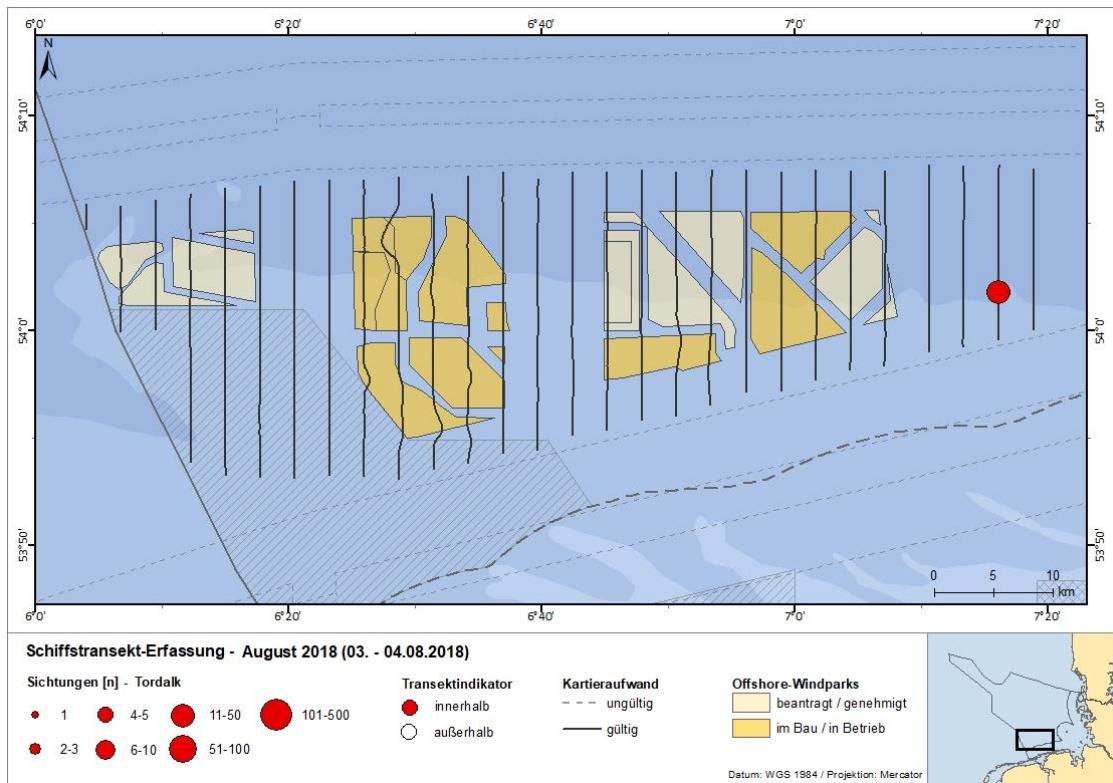 6°0' 6°20' 6°40' 7°0' 7°20'
N
54°10' 54°10'
54°0' 54°0'
53°50' 53°50'
0 5 10
km
6°0' 6°20' 6°40' 7°0' 7°20'
Schiffstransekt-Erfassung - August 2018 (03. - 04.08.2018)
Sichtungen [n] - Tordalk
1 4-5 11-50 101-500
2-3 6-10 51-100
Transektindikator
innerhalb
außerhalb
Kartieraufwand
ungültig
gültig
Offshore-Windparks
beantragt / genehmigt
im Bau / in Betrieb
Datum: WGS 1984 / Projektion: Mercator